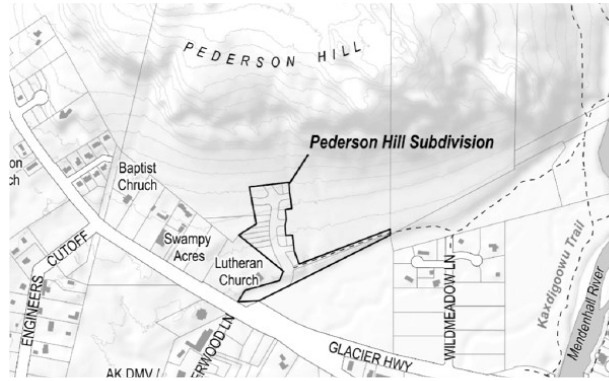 PEDERSON HILL
Pederson Hill Subdivision
Baptist
Chruch
Swampy
Acres
Lutheran
Church
ENGINEERS
CUTOFF
AK DMV /
GLACIER HWY
WILDMEADOW LN
Kaxdigoowu Trail
Mendenhall River